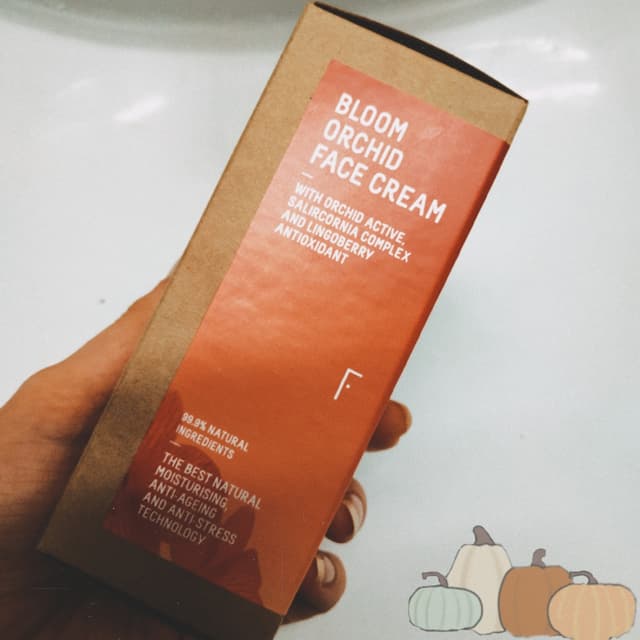 BLOOM
ORCHID
FACE CREAM
WITH ORCHID ACTIVE,
SALIRCORNIA COMPLEX
AND LINGOBERRY
ANTIOXIDANT
F
99.9% NATURAL
INGREDIENTS
THE BEST NATURAL
MOISTURISING,
ANTI-AGEING
AND ANTI-STRESS
TECHNOLOGY